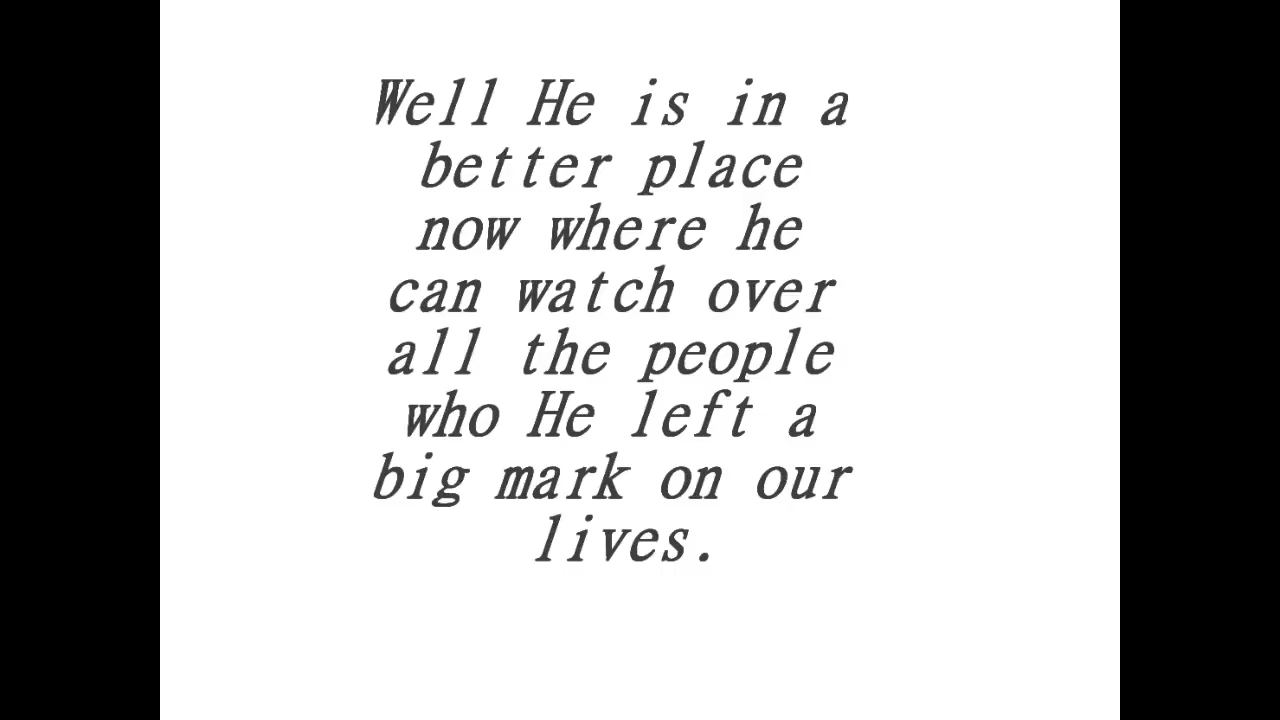 Well He is in a
better place
now where he
can watch over
all the people
who He left a
big mark on our
lives.